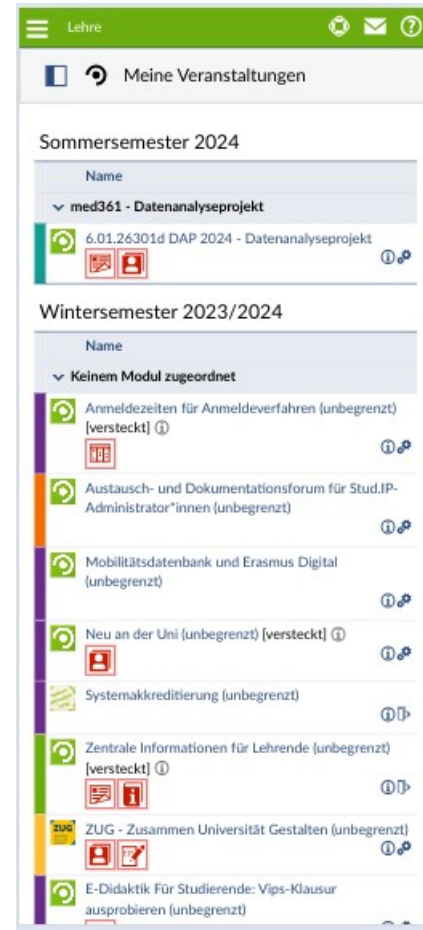 Lehre
Meine Veranstaltungen
Sommersemester 2024
Name
med361 - Datenanalyseprojekt
6.01.26301d DAP 2024 - Datenanalyseprojekt
Wintersemester 2023/2024
Name
Keinem Modul zugeordnet
Anmeldezeiten für Anmeldeverfahren (unbegrenzt)
[versteckt]
Austausch- und Dokumentationsforum für Stud.IP-
Administrator*innen (unbegrenzt)
Mobilitätsdatenbank und Erasmus Digital
(unbegrenzt)
Neu an der Uni (unbegrenzt) [versteckt]
Systemakkreditierung (unbegrenzt)
Zentrale Informationen für Lehrende (unbegrenzt)
[versteckt]
ZUG
ZUG - Zusammen Universität Gestalten (unbegrenzt)
E-Didaktik Für Studierende: Vips-Klausur
ausprobieren (unbegrenzt)